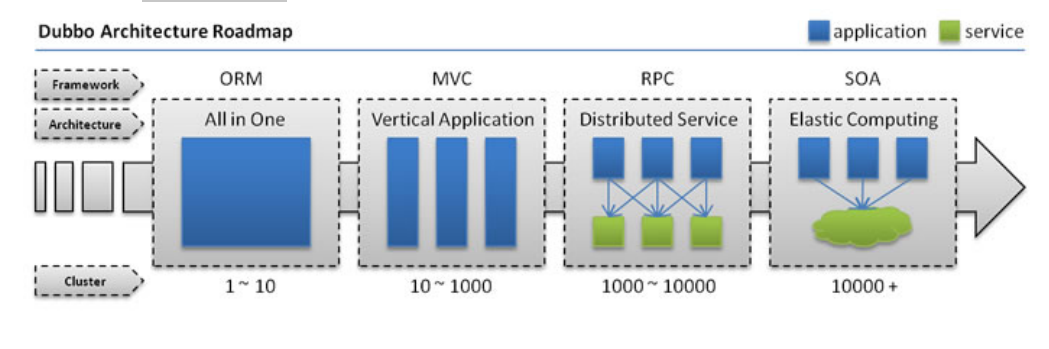 Dubbo Architecture Roadmap
application service
Framework ORM MVC RPC SOA
Architecture All in One Vertical Application Distributed Service Elastic Computing
Cluster 1 ~ 10 10 ~ 1000 1000 ~ 10000 10000 +